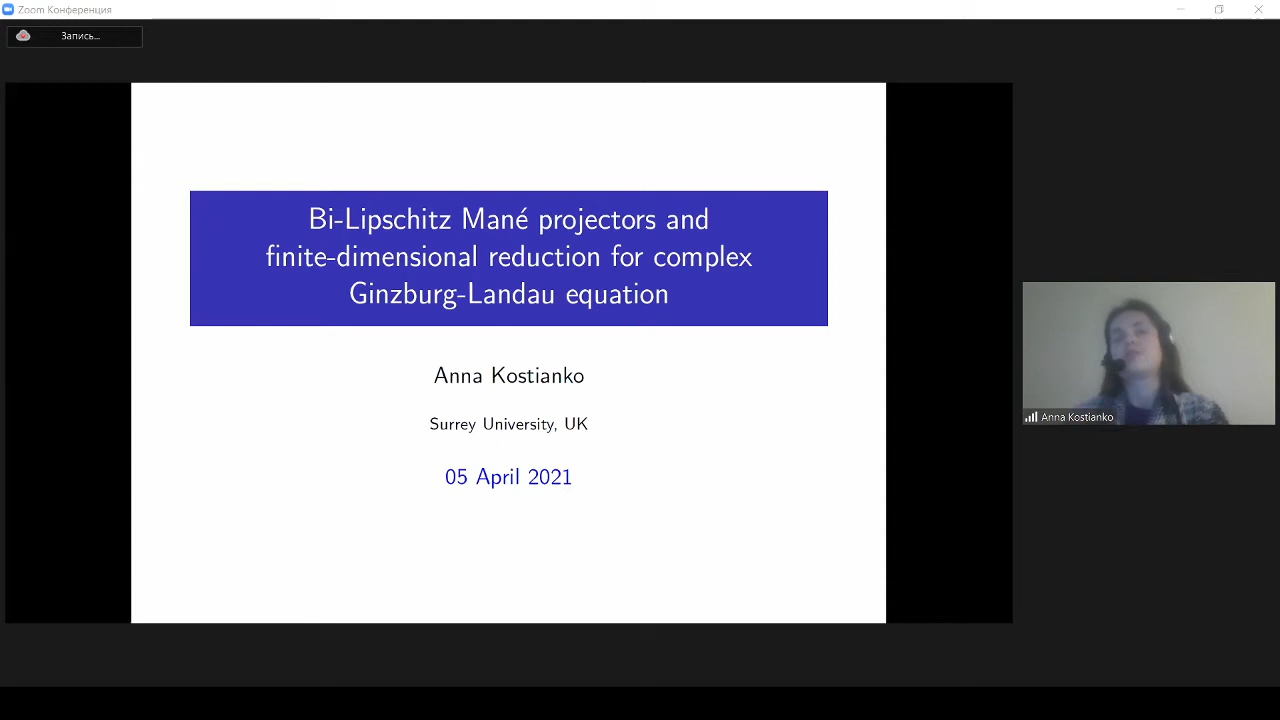 Zoom Конференция
Запись...
Bi-Lipschitz Mané projectors and
finite-dimensional reduction for complex
Ginzburg-Landau equation
Anna Kostianko
Surrey University, UK
05 April 2021
Anna Kostianko